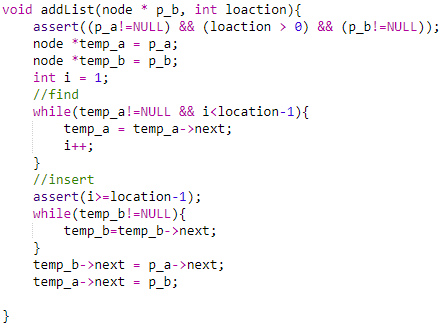 void addList(node * p_b, int loaction){
    assert((p_a!=NULL) && (loaction > 0) && (p_b!=NULL));
    node *temp_a = p_a;
    node *temp_b = p_b;
    int i = 1;
    //find
    while(temp_a!=NULL && i<location-1){
        temp_a = temp_a->next;
        i++;
    }
    //insert
    assert(i>=location-1);
    while(temp_b!=NULL){
        temp_b=temp_b->next;
    }
    temp_b->next = p_a->next;
    temp_a->next = p_b;
}